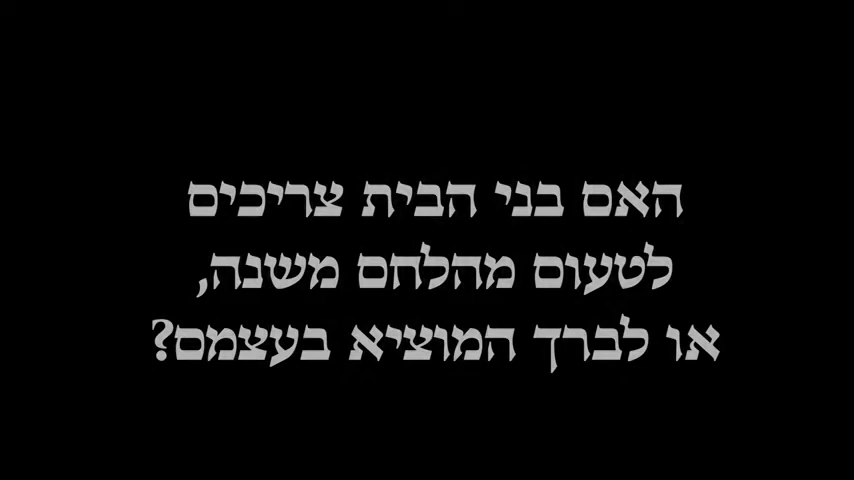 האם בני הבית צריכים
לטעום מהלחם משנה,
או לברך המוציא בעצמם?